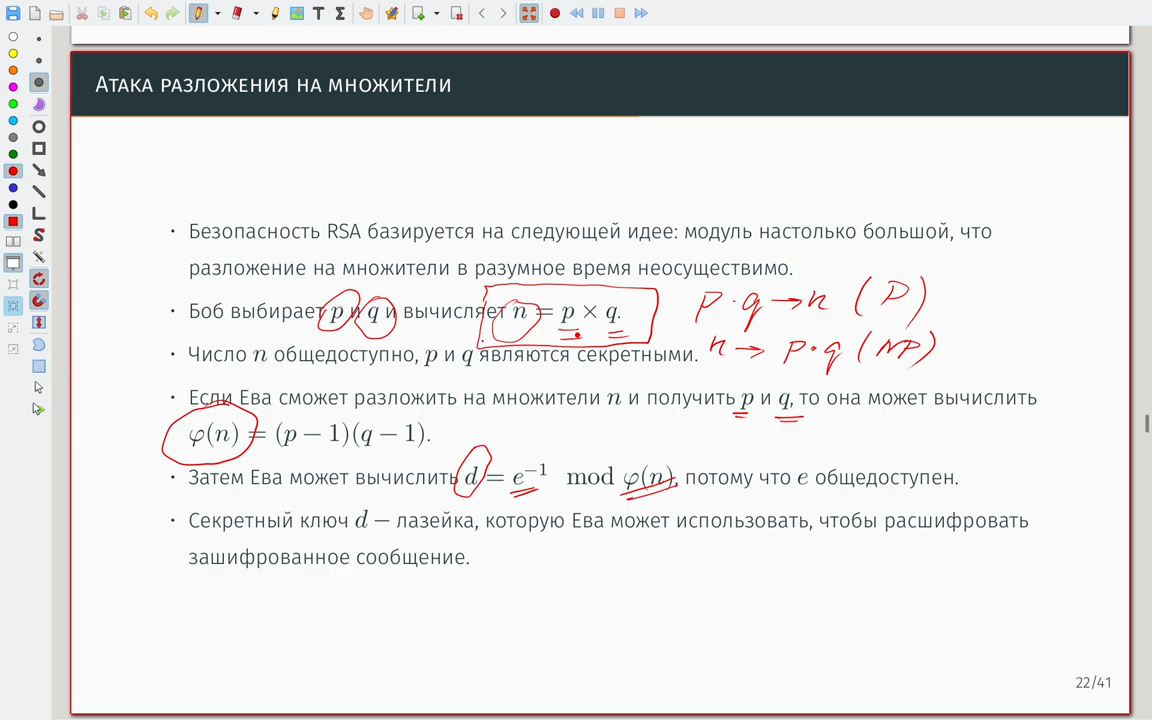 Атака разложения на множители
• Безопасность RSA базируется на следующей идее: модуль настолько большой, что
разложение на множители в разумное время неосуществимо.
• Боб выбирает p и q и вычисляет n = p × q.
p · q → n (P)
• Число n общедоступно, p и q являются секретными.
n → p · q (NP)
• Если Ева сможет разложить на множители n и получить p и q, то она может вычислить
φ(n) = (p − 1)(q − 1).
• Затем Ева может вычислить d = e⁻¹ mod φ(n), потому что e общедоступен.
• Секретный ключ d — лазейка, которую Ева может использовать, чтобы расшифровать
зашифрованное сообщение.
22/41